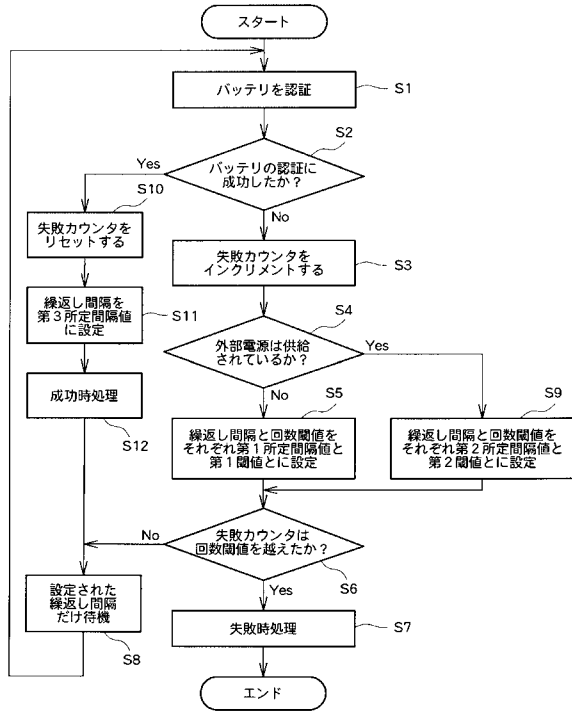 スタート
バッテリを認証
S1
S2
バッテリの認証に
成功したか？
Yes
No
S10
失敗カウンタを
リセットする
失敗カウンタを
インクリメントする
S3
繰返し間隔を
第３所定間隔値
に設定
S11
S4
外部電源は供給
されているか？
Yes
No
成功時処理
S12
S5
繰返し間隔と回数閾値を
それぞれ第１所定間隔値と
第１閾値とに設定
S9
繰返し間隔と回数閾値を
それぞれ第２所定間隔値と
第２閾値とに設定
失敗カウンタは
回数閾値を越えたか？
No
S6
Yes
設定された
繰返し間隔
だけ待機
S8
失敗時処理
S7
エンド